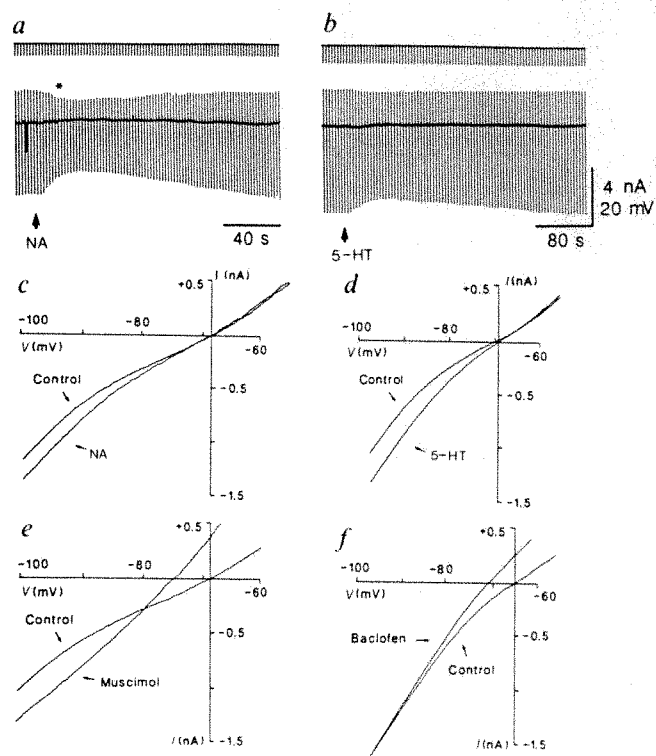 a
b
*
NA
5-HT
40 s
80 s
4 nA
20 mV
c
+0.5
I (nA)
-100
-80
-60
V(mV)
Control
-0.5
NA
-1.5
d
+0.5
I(nA)
-100
-80
-60
V(mV)
Control
-0.5
5-HT
-1.5
e
+0.5
-100
-80
-60
V(mV)
Control
-0.5
Muscimol
I(nA)
-1.5
f
+0.5
-100
-80
-60
V(mV)
Baclofen
-0.5
Control
I(nA)
-1.5